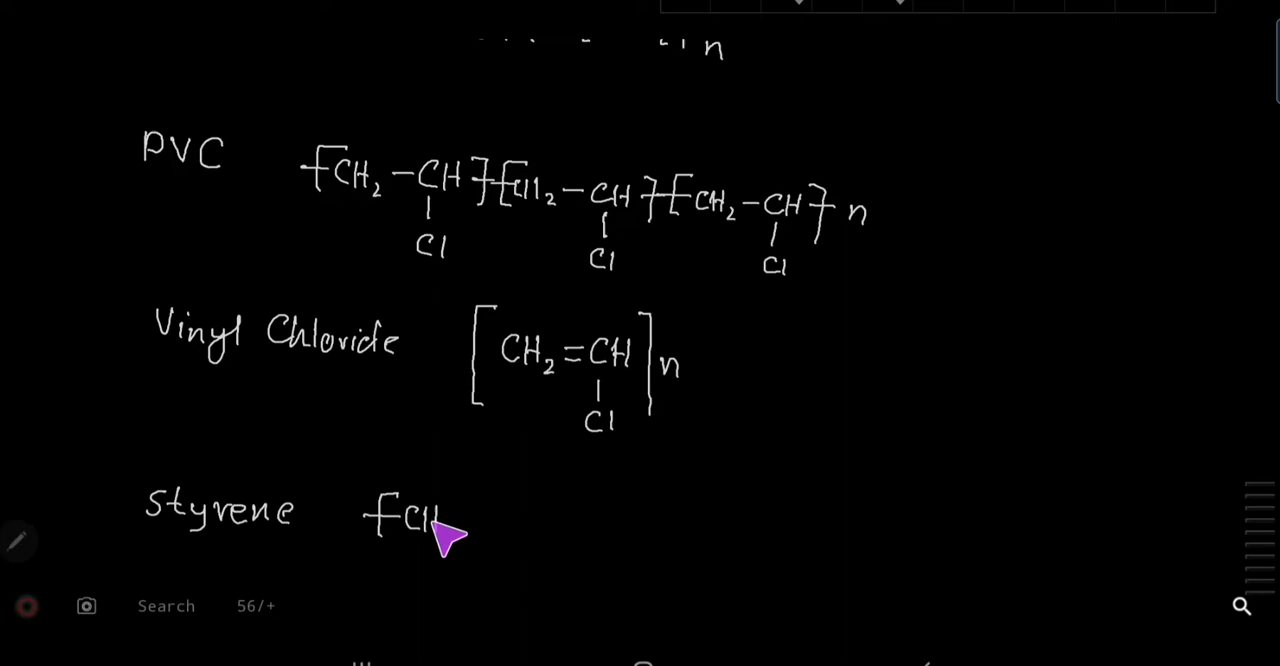 n
PVC -[CH₂-CH]-[CH₂-CH]-[CH₂-CH]- n
Cl Cl Cl
Vinyl Chloride [CH₂=CH]n
Cl
Styrene -[CH
Search 56/+